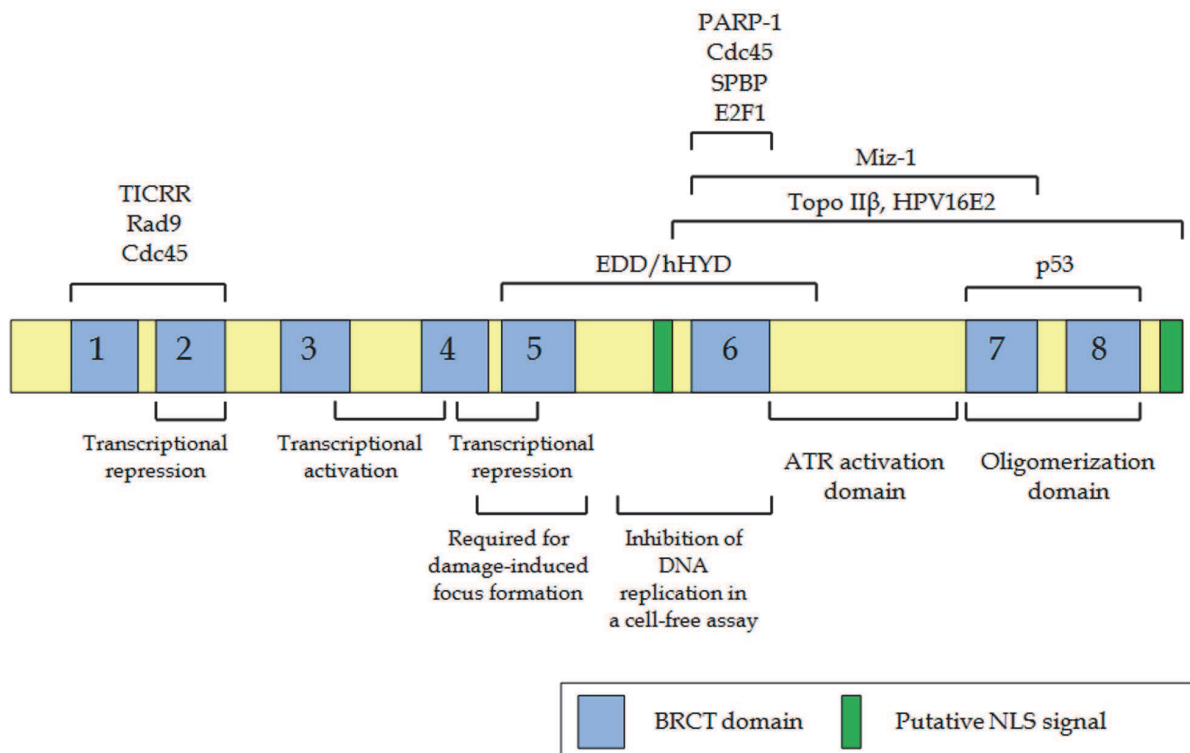 PARP-1
Cdc45
SPBP
E2F1
Miz-1
TICRR
Rad9
Cdc45
Topo IIβ, HPV16E2
EDD/hHYD
p53
1
2
3
4
5
6
7
8
Transcriptional
repression
Transcriptional
activation
Transcriptional
repression
ATR activation
domain
Oligomerization
domain
Required for
damage-induced
focus formation
Inhibition of
DNA
replication in
a cell-free assay
BRCT domain
Putative NLS signal